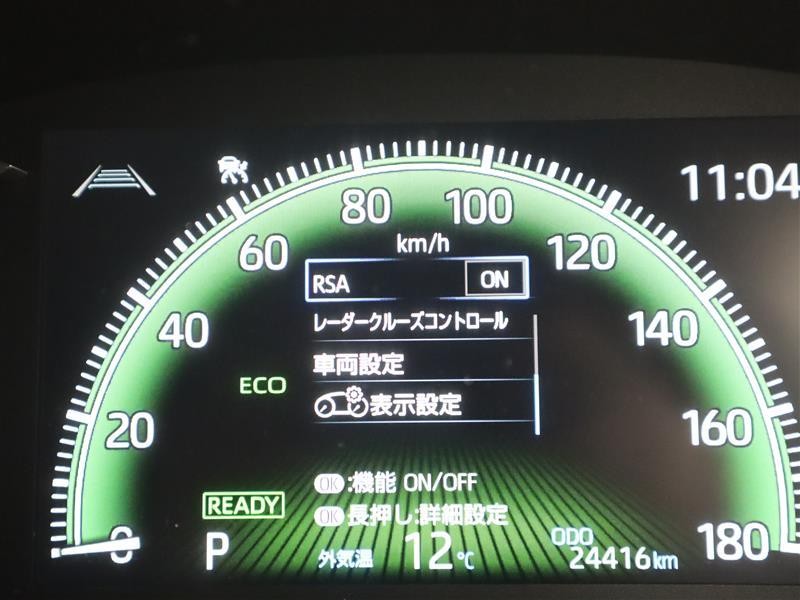 11:04
80 100
60 km/h 120
RSA ON
レーダークルーズコントロール
40 140
車両設定
ECO
表示設定
20 160
OK:機能 ON/OFF
READY
OK長押し:詳細設定
0 P 外気温 12℃ ODO 24416km 180